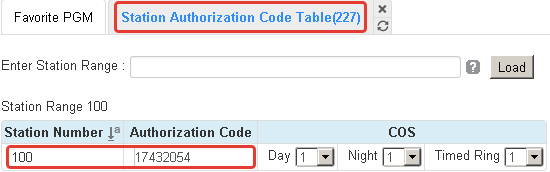 Favorite PGM Station Authorization Code Table(227)
Enter Station Range : ? Load
Station Range 100
Station Number Authorization Code COS
100 17432054 Day 1 Night 1 Timed Ring 1